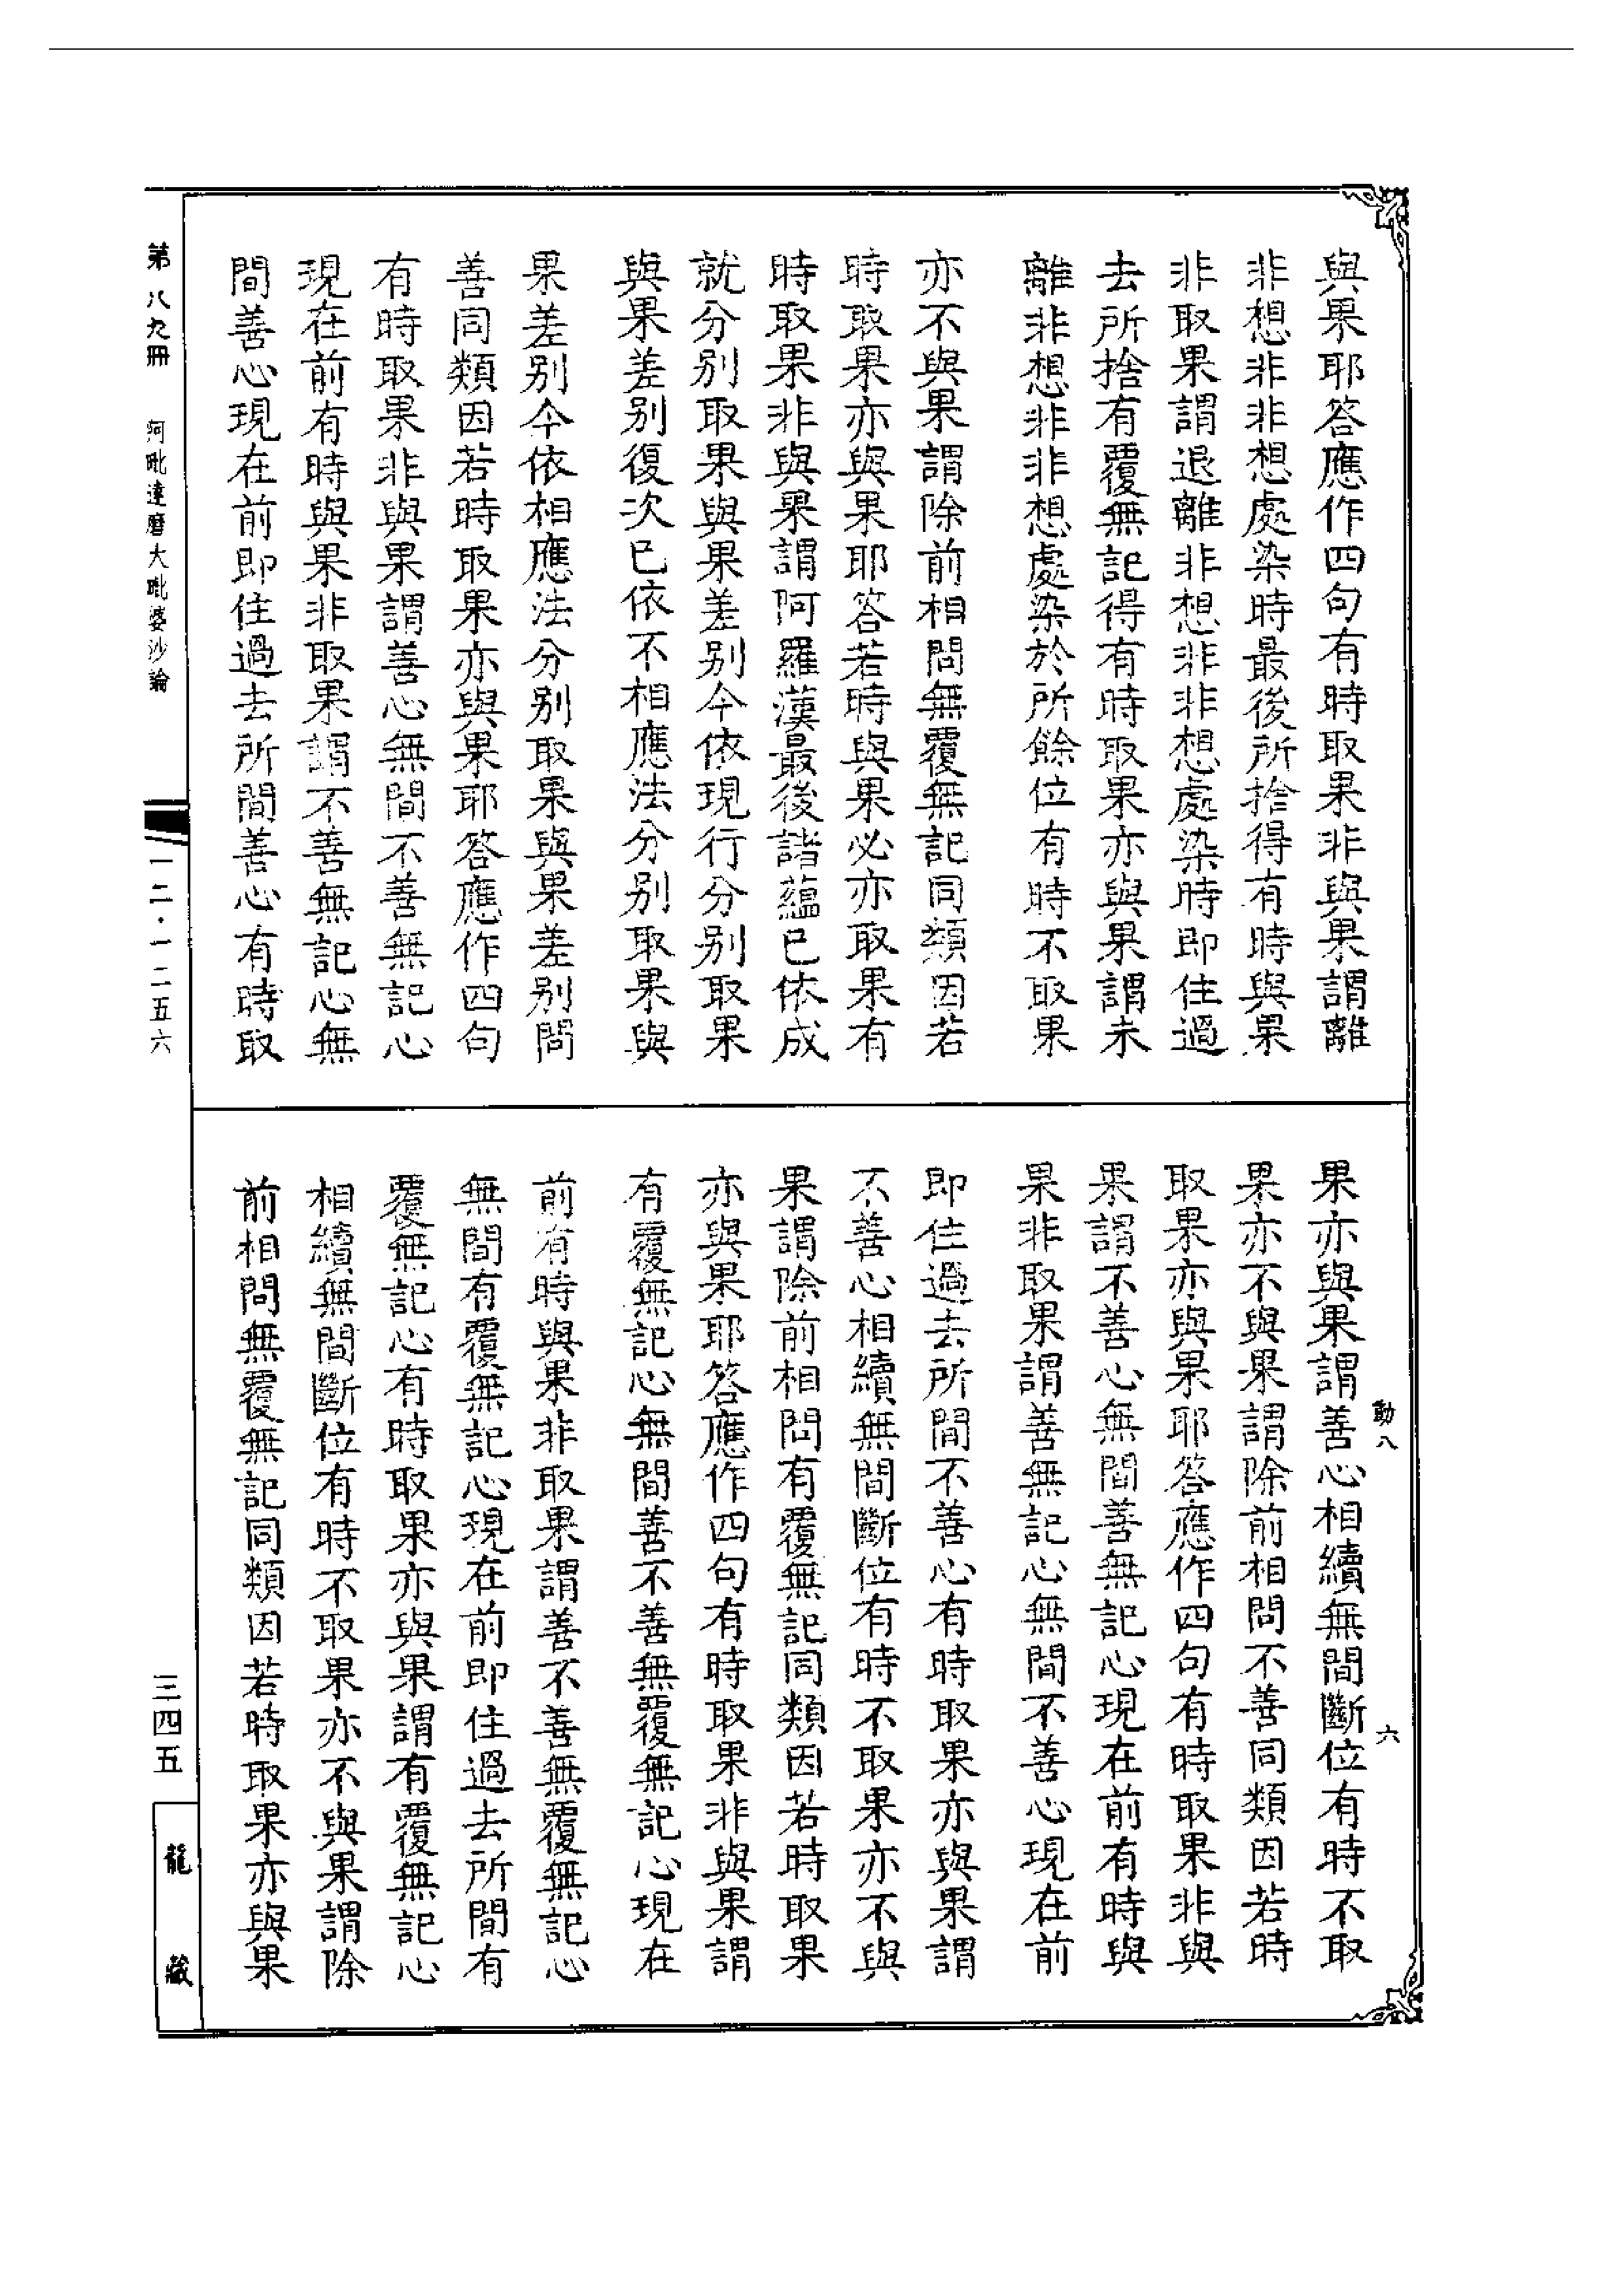 與果耶答應作四句有時取果非與果謂離
非想非非想處染時最後所捨得有時與果
非取果謂退離非想非非想處染時即住過
去所捨有覆無記得有時取果亦與果謂未
離非想非非想處染於所餘位有時不取果
亦不與果謂除前相問無覆無記同類因若
時取果亦與果耶答若時與果必亦取果有
時取果非與果謂阿羅漢最後諸蘊已依成
就分別取果與果差別今依現行分別取果
與果差別復次已依不相應法分別取果與
果差別今依相應法分別取果與果差別問
善同類因若時取果亦與果耶答應作四句
有時取果非與果謂善心無間不善無記心
現在前有時與果非取果謂不善無記心無
間善心現在前即住過去所間善心有時取
果亦與果謂善心相續無間斷位有時不取
果亦不與果謂除前相問不善同類因若時
取果亦與果耶答應作四句有時取果非與
果謂不善心無間善無記心現在前有時與
果非取果謂善無記心無間不善心現在前
即住過去所間不善心有時取果亦與果謂
不善心相續無間斷位有時不取果亦不與
果謂除前相問有覆無記同類因若時取果
亦與果耶答應作四句有時取果非與果謂
有覆無記心無間善不善無覆無記心現在
前有時與果非取果謂善不善無覆無記心
無間有覆無記心現在前即住過去所間有
覆無記心有時取果亦與果謂有覆無記心
相續無間斷位有時不取果亦不與果謂除
前相問無覆無記同類因若時取果亦與果
動八
六
第八九冊
阿毗達磨大毗婆沙論
一二·一二五六
三四五
龍藏